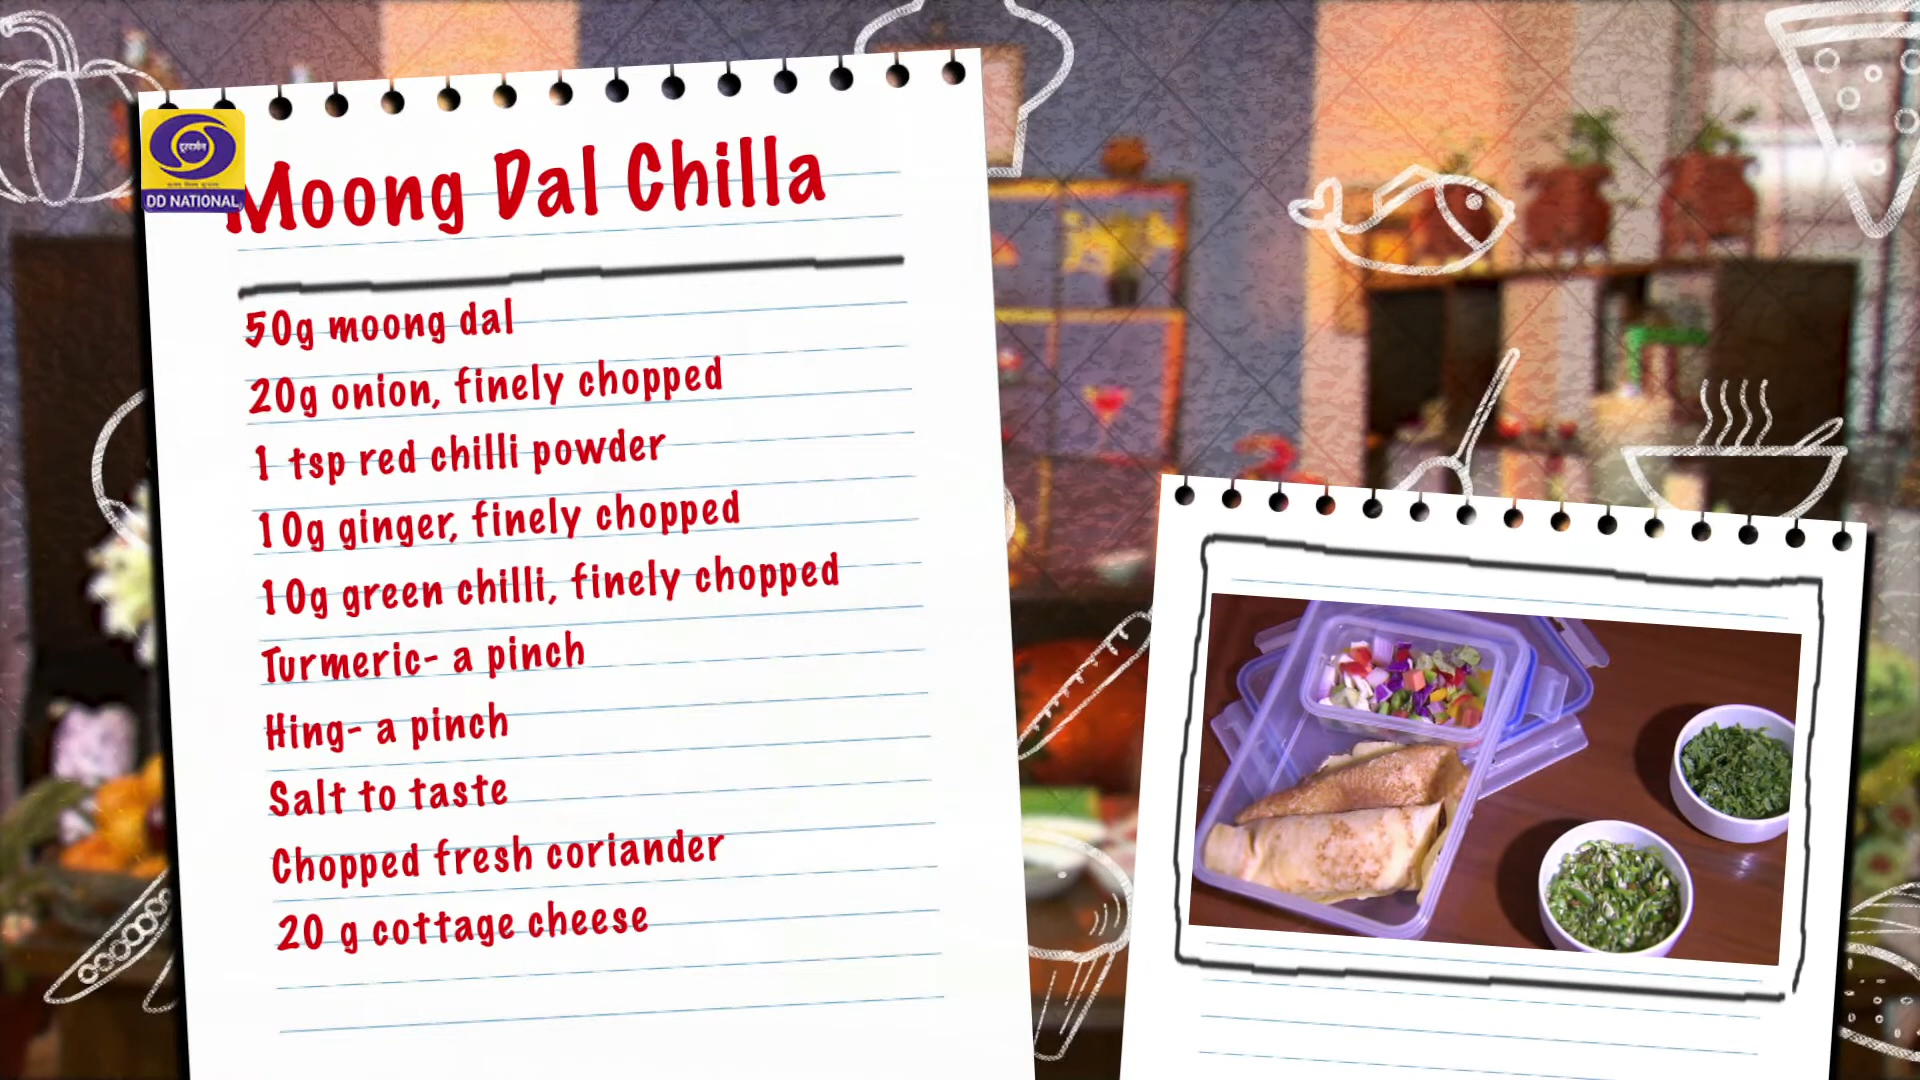 दूरदर्शन
DD NATIONAL
Moong Dal Chilla
50g moong dal
20g onion, finely chopped
1 tsp red chilli powder
10g ginger, finely chopped
10g green chilli, finely chopped
Turmeric- a pinch
Hing- a pinch
Salt to taste
Chopped fresh coriander
20 g cottage cheese